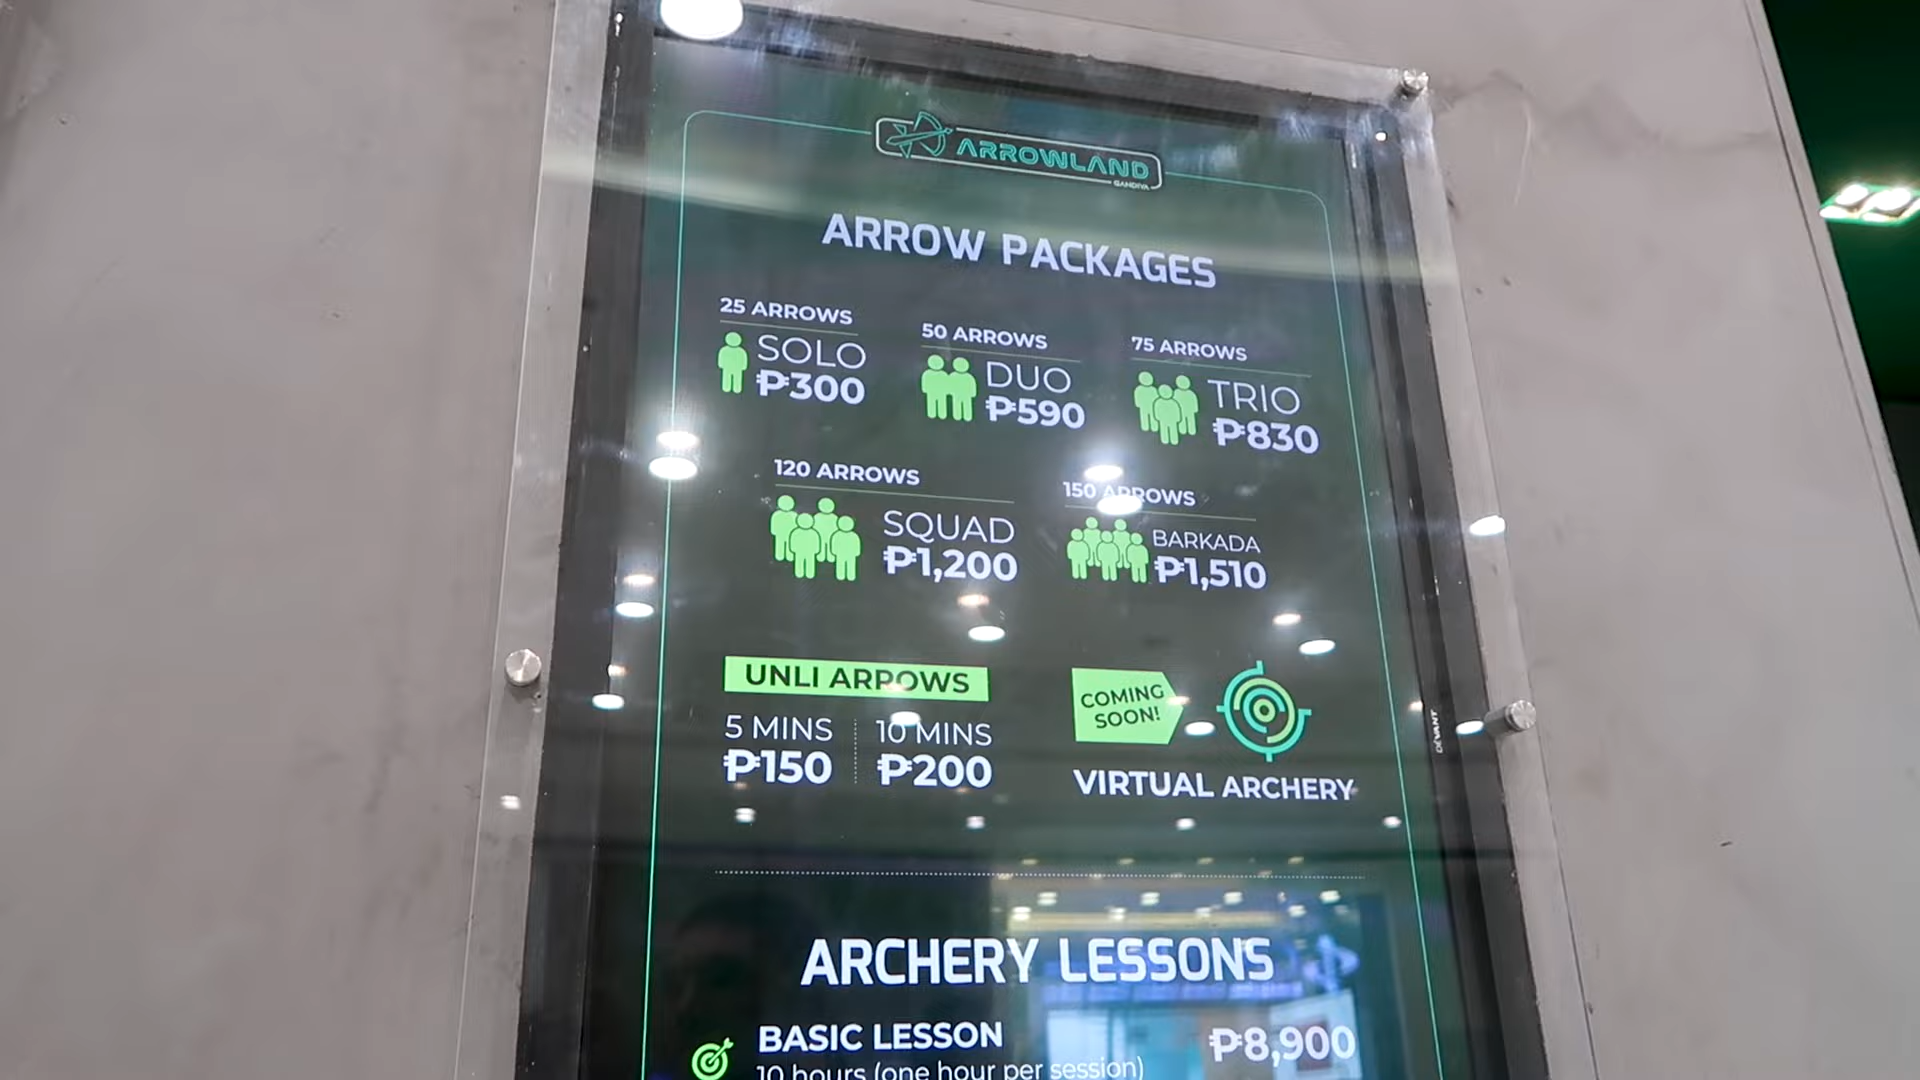 ARROWLAND
GANDIVA
ARROW PACKAGES
25 ARROWS
SOLO
₱300
50 ARROWS
DUO
₱590
75 ARROWS
TRIO
₱830
120 ARROWS
SQUAD
₱1,200
150 ARROWS
BARKADA
₱1,510
UNLI ARROWS
5 MINS
₱150
10 MINS
₱200
COMING
SOON!
VIRTUAL ARCHERY
DEVANT
ARCHERY LESSONS
BASIC LESSON
₱8,900
10 hours (one hour per session)